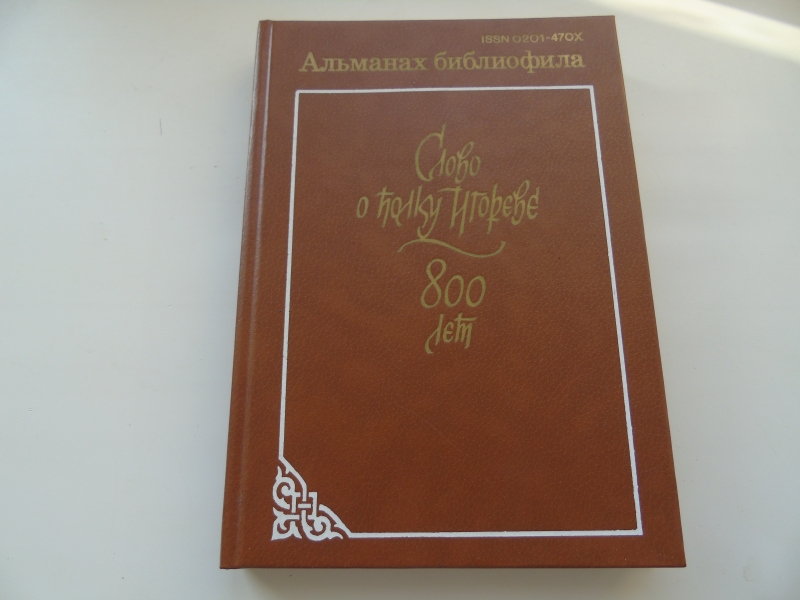 ISSN 0201-470X
Альманах библиофила
Слово
о полку Игореве
800
лет